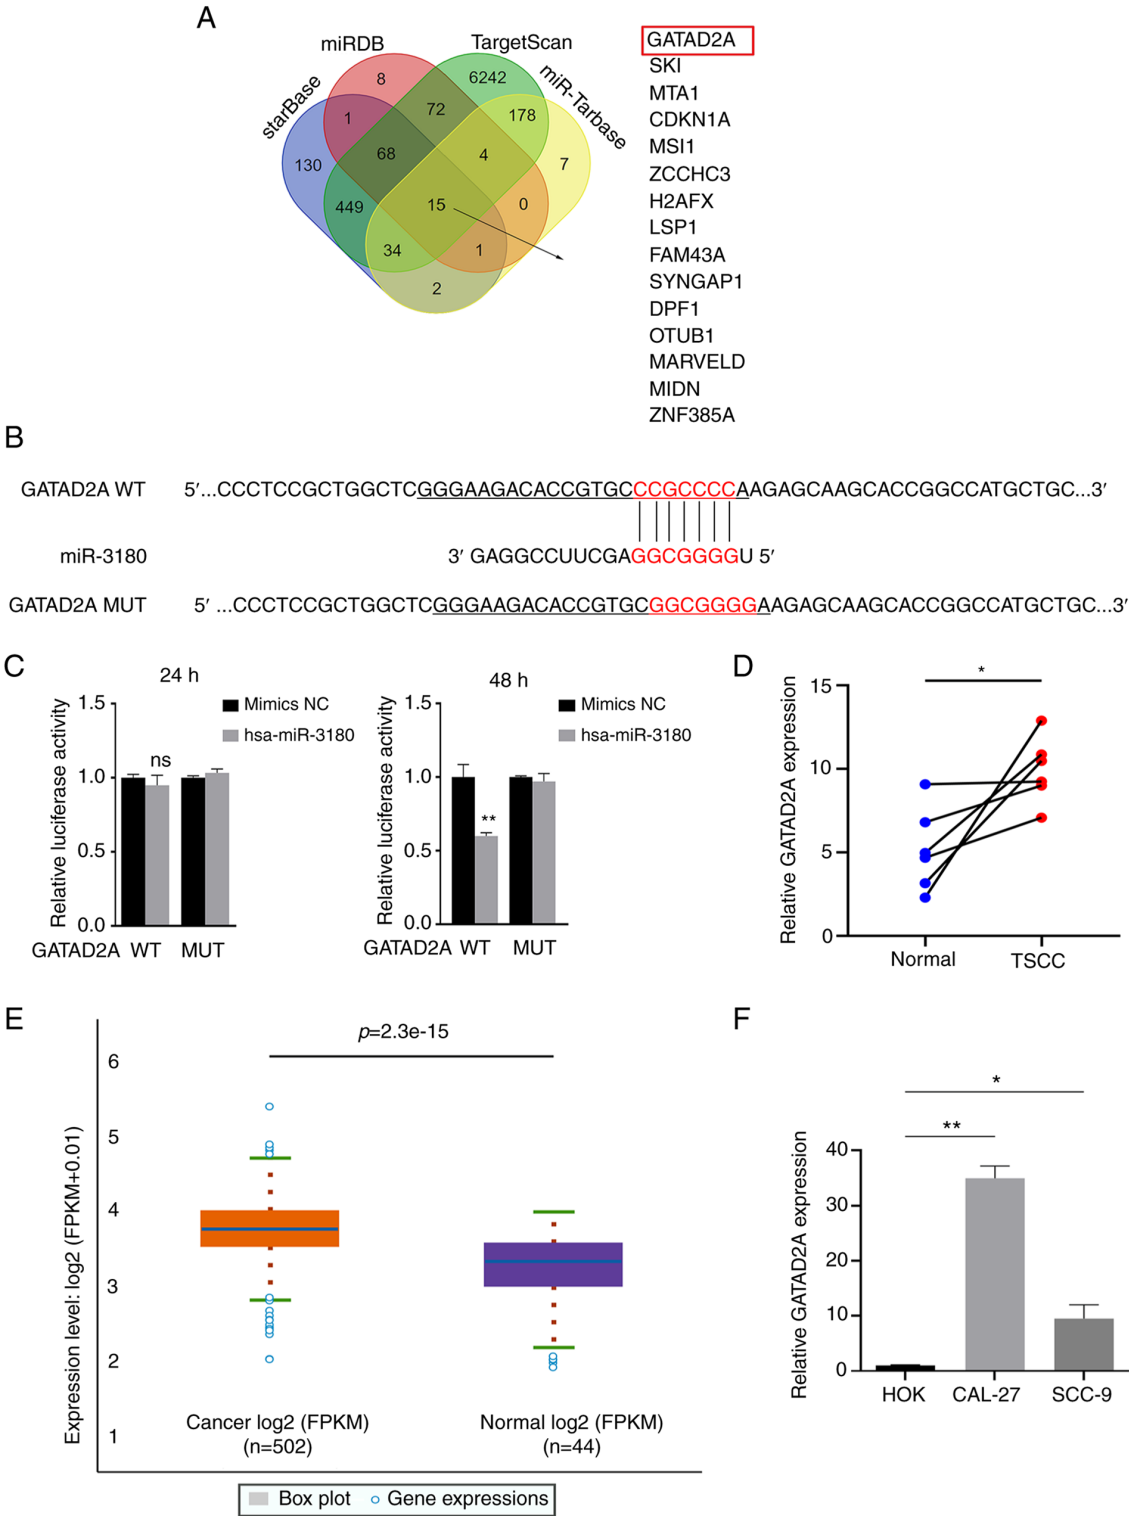 A
miRDB
TargetScan
starBase
miR-Tarbase
8
6242
1
72
178
130
68
4
7
449
15
0
34
1
2
GATAD2A
SKI
MTA1
CDKN1A
MSI1
ZCCHC3
H2AFX
LSP1
FAM43A
SYNGAP1
DPF1
OTUB1
MARVELD
MIDN
ZNF385A
B
GATAD2A WT 5′...CCCTCCGCTGGCTCGGGAAGACACCGTGCCCGCCCCAAGAGCAAGCACCGGCCATGCTGC...3′
miR-3180 3′ GAGGCCUUCGAGGCGGGGU 5′
GATAD2A MUT 5′ ...CCCTCCGCTGGCTCGGGAAGACACCGTGCGGCGGGGAAGAGCAAGCACCGGCCATGCTGC...3′
C
24 h
Relative luciferase activity
1.5
1.0
0.5
0.0
Mimics NC
hsa-miR-3180
ns
GATAD2A WT MUT
48 h
Relative luciferase activity
1.5
1.0
0.5
0.0
Mimics NC
hsa-miR-3180
**
GATAD2A WT MUT
D
Relative GATAD2A expression
15
10
5
0
*
Normal TSCC
E
Expression level: log2 (FPKM+0.01)
6
5
4
3
2
1
p=2.3e-15
Cancer log2 (FPKM)
(n=502)
Normal log2 (FPKM)
(n=44)
Box plot Gene expressions
F
Relative GATAD2A expression
40
30
20
10
0
*
**
HOK CAL-27 SCC-9